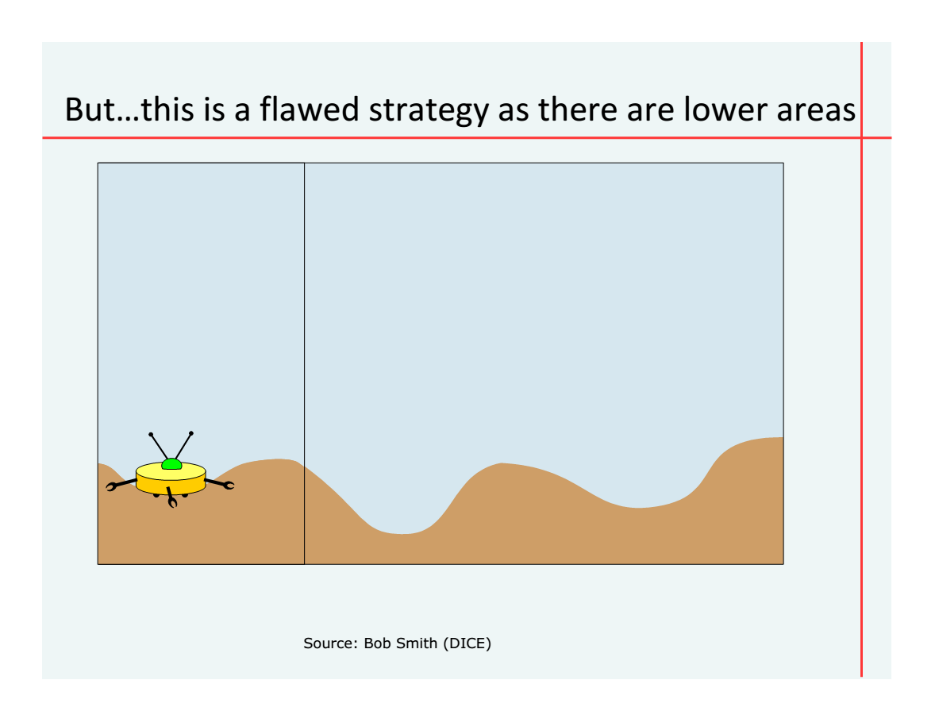 But…this is a flawed strategy as there are lower areas
Source: Bob Smith (DICE)